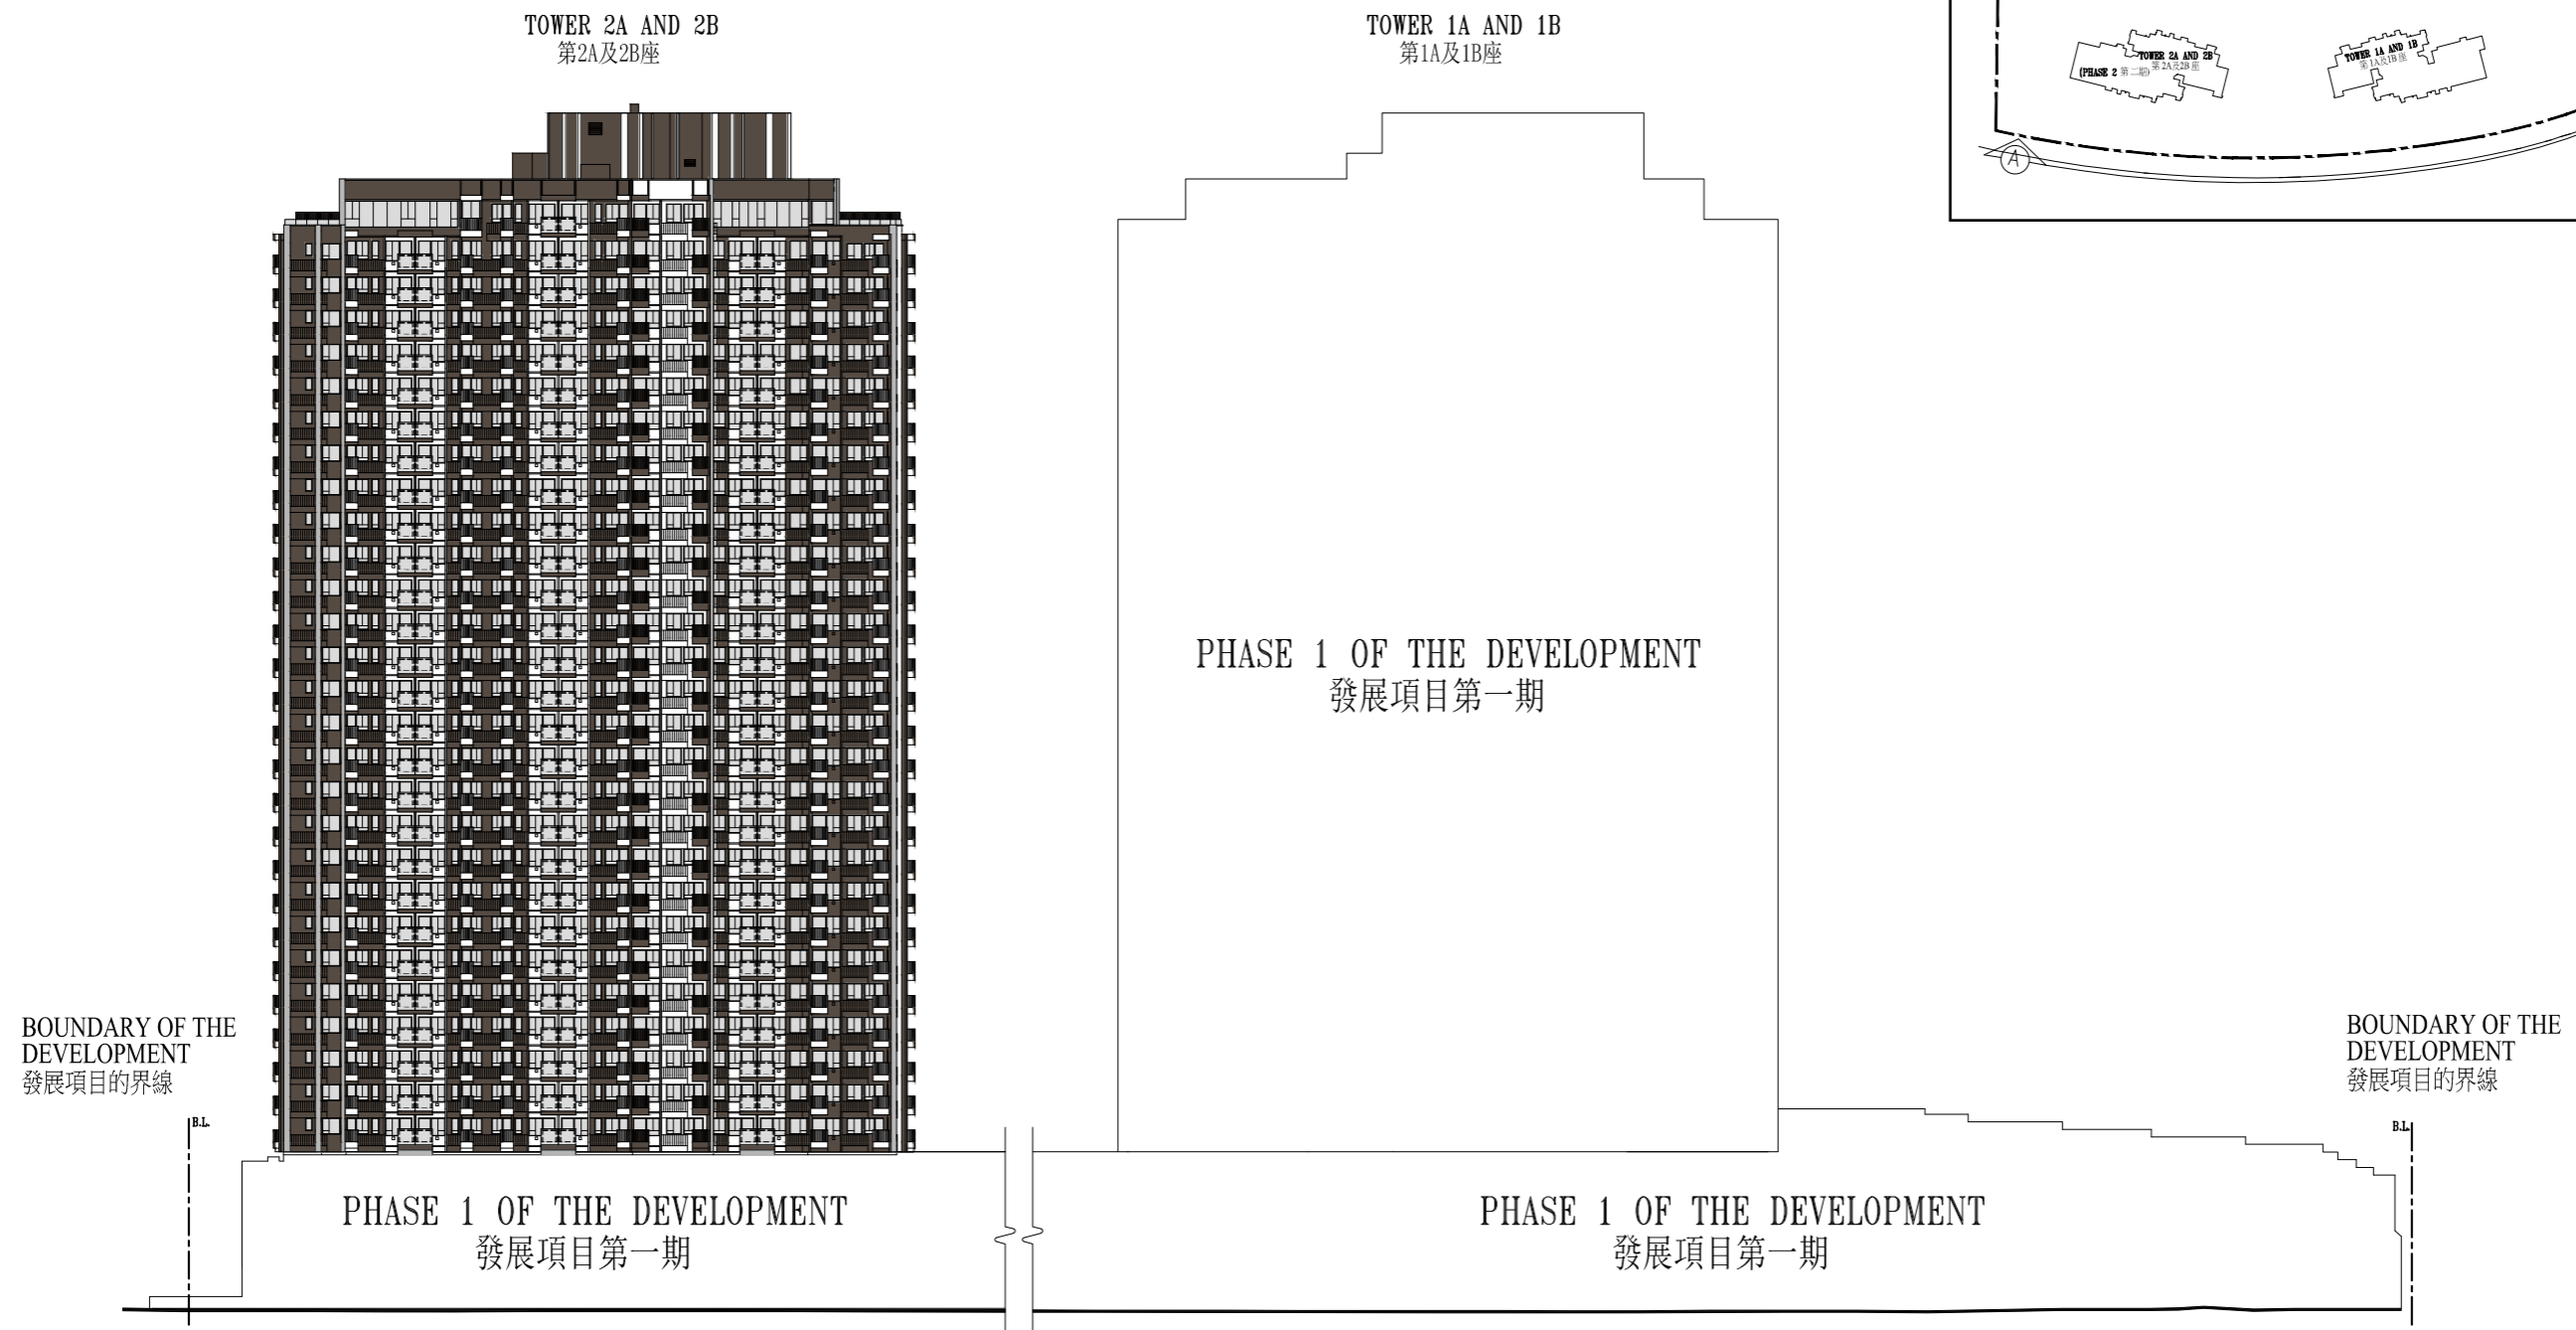 TOWER 2A AND 2B
第2A及2B座
TOWER 1A AND 1B
第1A及1B座
TOWER 2A AND 2B
(PHASE 2 第二期)
第2A及2B座
TOWER 1A AND 1B
第1A及1B座
A
PHASE 1 OF THE DEVELOPMENT
發展項目第一期
BOUNDARY OF THE
DEVELOPMENT
發展項目的界線
B.L.
BOUNDARY OF THE
DEVELOPMENT
發展項目的界線
B.L.
PHASE 1 OF THE DEVELOPMENT
發展項目第一期
PHASE 1 OF THE DEVELOPMENT
發展項目第一期